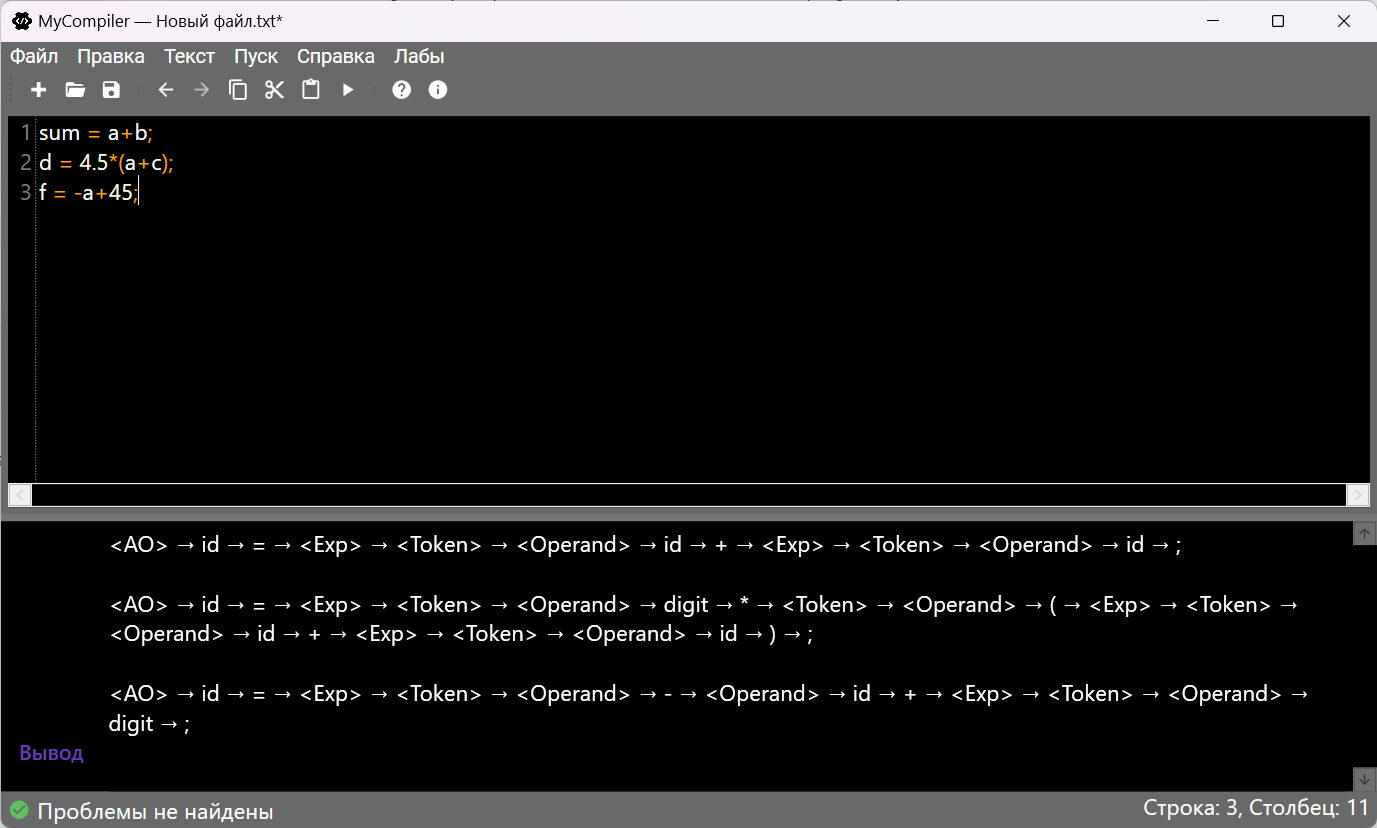 MyCompiler — Новый файл.txt*
Файл Правка Текст Пуск Справка Лабы
1 sum = a+b;
2 d = 4.5*(a+c);
3 f = -a+45;
<AO> → id → = → <Exp> → <Token> → <Operand> → id → + → <Exp> → <Token> → <Operand> → id → ;
<AO> → id → = → <Exp> → <Token> → <Operand> → digit → * → <Token> → <Operand> → ( → <Exp> → <Token> →
<Operand> → id → + → <Exp> → <Token> → <Operand> → id → ) → ;
<AO> → id → = → <Exp> → <Token> → <Operand> → - → <Operand> → id → + → <Exp> → <Token> → <Operand> →
digit → ;
Вывод
Проблемы не найдены
Строка: 3, Столбец: 11